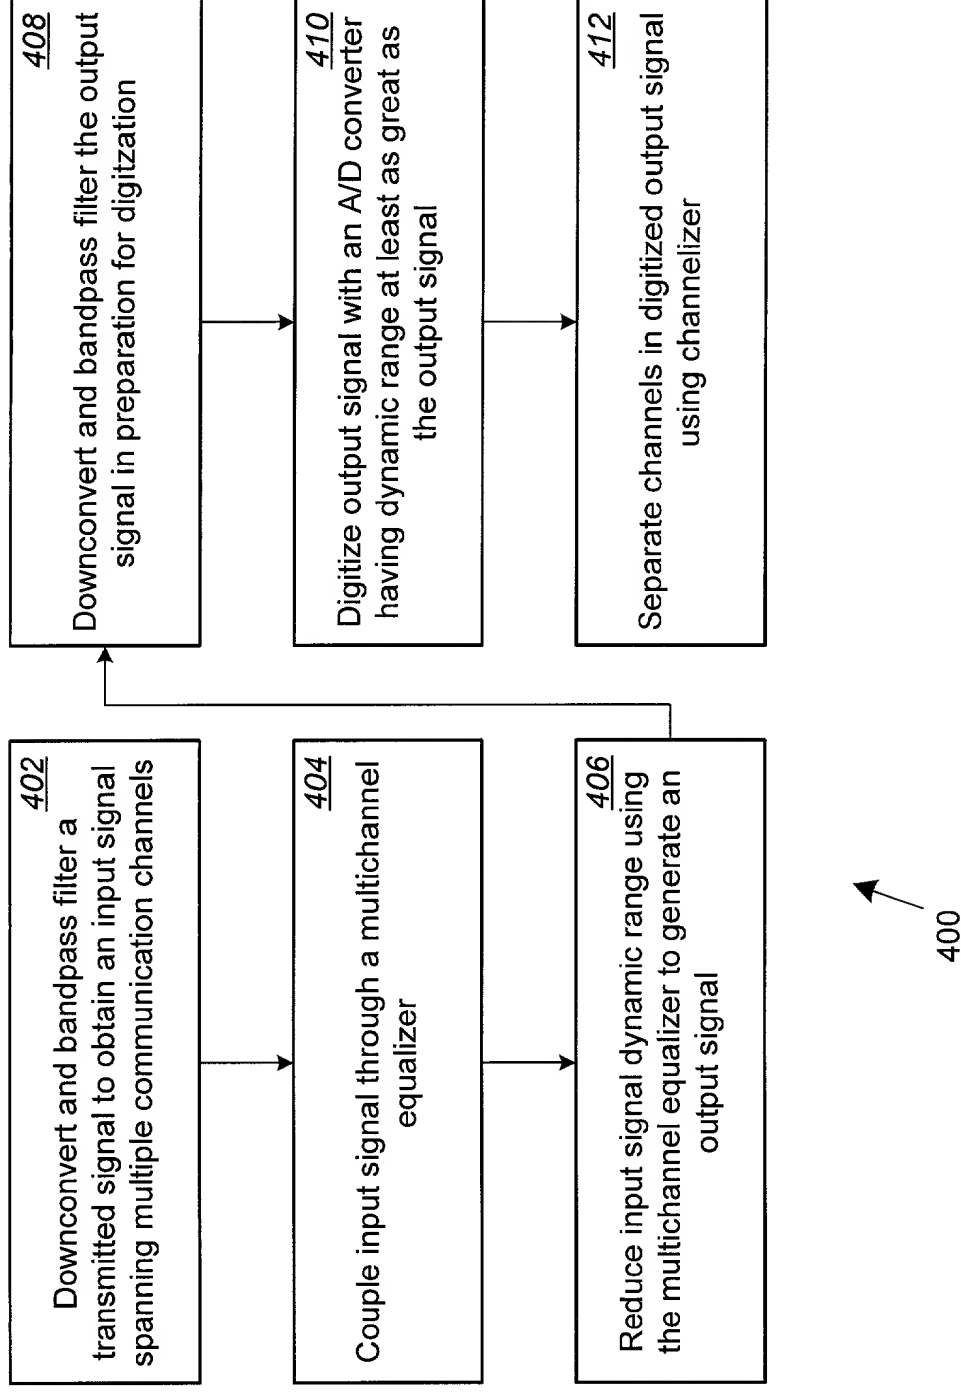 402
Downconvert and bandpass filter a
transmitted signal to obtain an input signal
spanning multiple communication channels
404
Couple input signal through a multichannel
equalizer
406
Reduce input signal dynamic range using
the multichannel equalizer to generate an
output signal
408
Downconvert and bandpass filter the output
signal in preparation for digitzation
410
Digitize output signal with an A/D converter
having dynamic range at least as great as
the output signal
412
Separate channels in digitized output signal
using channelizer
400